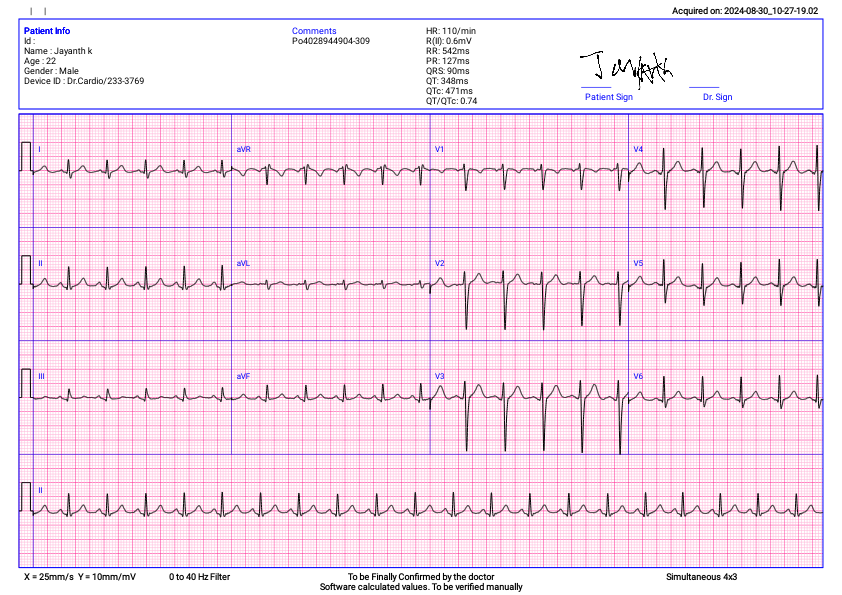 Acquired on: 2024-08-30_10-27-19.02
Patient Info
Id :
Name : Jayanth k
Age : 22
Gender : Male
Device ID : Dr.Cardio/233-3769
Comments
Po4028944904-309
HR: 110/min
R(II): 0.6mV
RR: 542ms
PR: 127ms
QRS: 90ms
QT: 348ms
QTc: 471ms
QT/QTc: 0.74
Jayanth
Patient Sign
Dr. Sign
I aVR V1 V4
II aVL V2 V5
III aVF V3 V6
II
X = 25mm/s Y = 10mm/mV 0 to 40 Hz Filter To be Finally Confirmed by the doctor Simultaneous 4x3
Software calculated values. To be verified manually